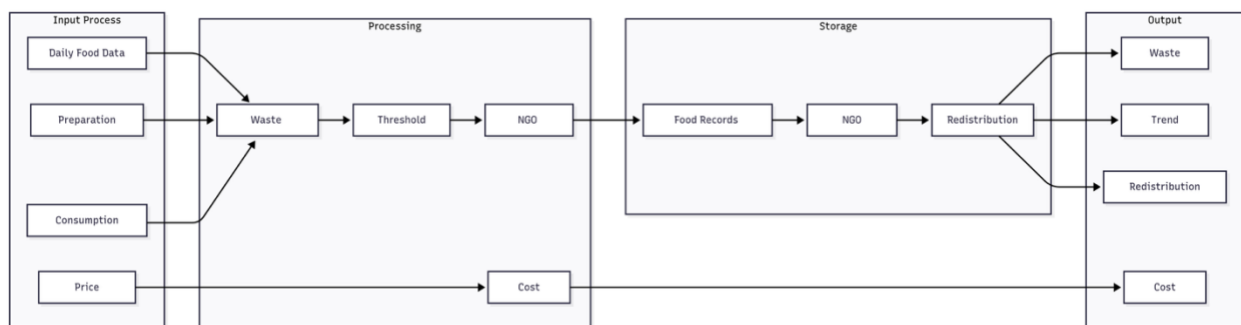 Input Process
Daily Food Data
Preparation
Consumption
Price
Processing
Waste
Threshold
NGO
Cost
Storage
Food Records
NGO
Redistribution
Output
Waste
Trend
Redistribution
Cost